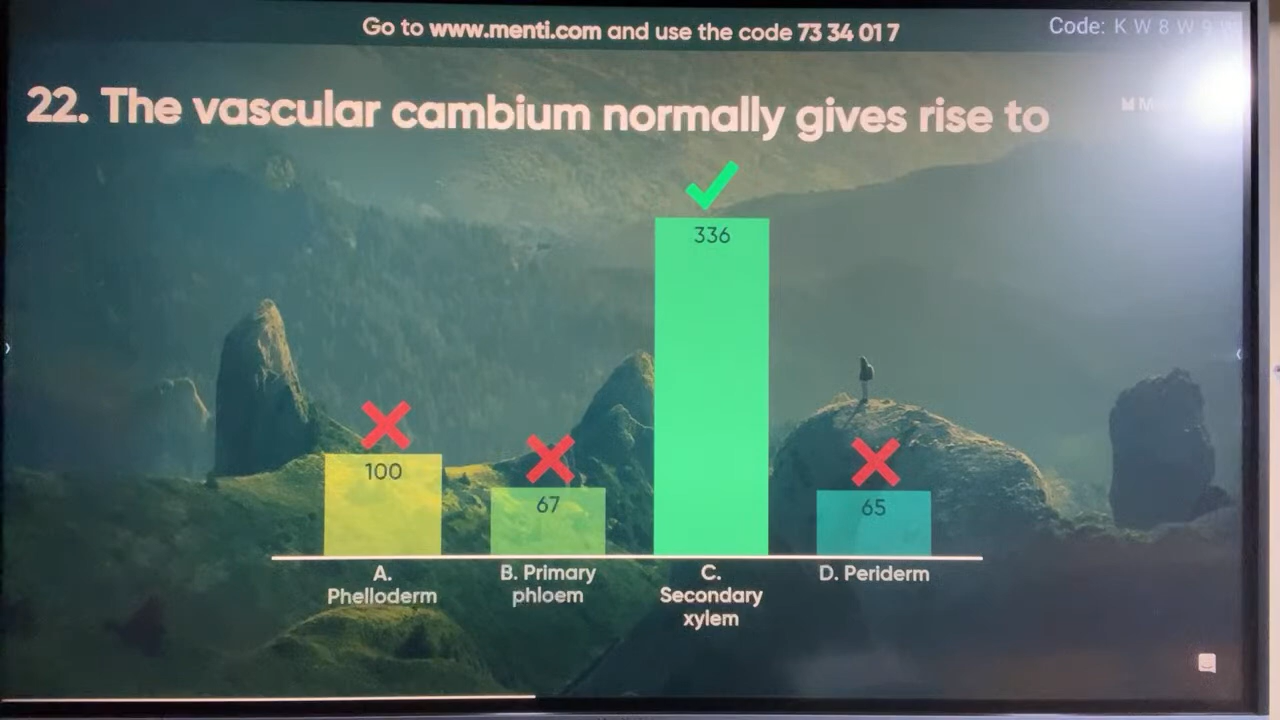 Go to www.menti.com and use the code 73 34 01 7
Code: K W 8 W 9
22. The vascular cambium normally gives rise to
336
100
67
65
A.
Phelloderm
B. Primary
phloem
C.
Secondary
xylem
D. Periderm